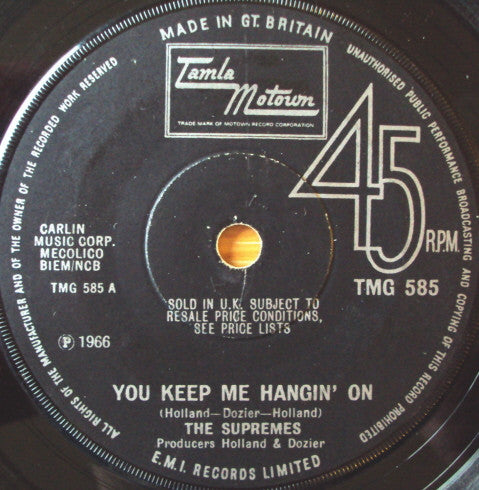 MADE IN GT. BRITAIN
UNAUTHORISED PUBLIC PERFORMANCE BROADCASTING AND COPYING OF THIS RECORD PROHIBITED
ALL RIGHTS OF THE MANUFACTURER AND OF THE OWNER OF THE RECORDED WORK RESERVED
Tamla
Motown
TRADE MARK OF MOTOWN RECORD CORPORATION
45
R.P.M.
CARLIN
MUSIC CORP.
MECOLICO
BIEM/NCB
TMG 585 A
TMG 585
SOLD IN U.K. SUBJECT TO
RESALE PRICE CONDITIONS,
SEE PRICE LISTS
Ⓟ 1966
YOU KEEP ME HANGIN' ON
(Holland—Dozier—Holland)
THE SUPREMES
Producers Holland & Dozier
E.M.I. RECORDS LIMITED